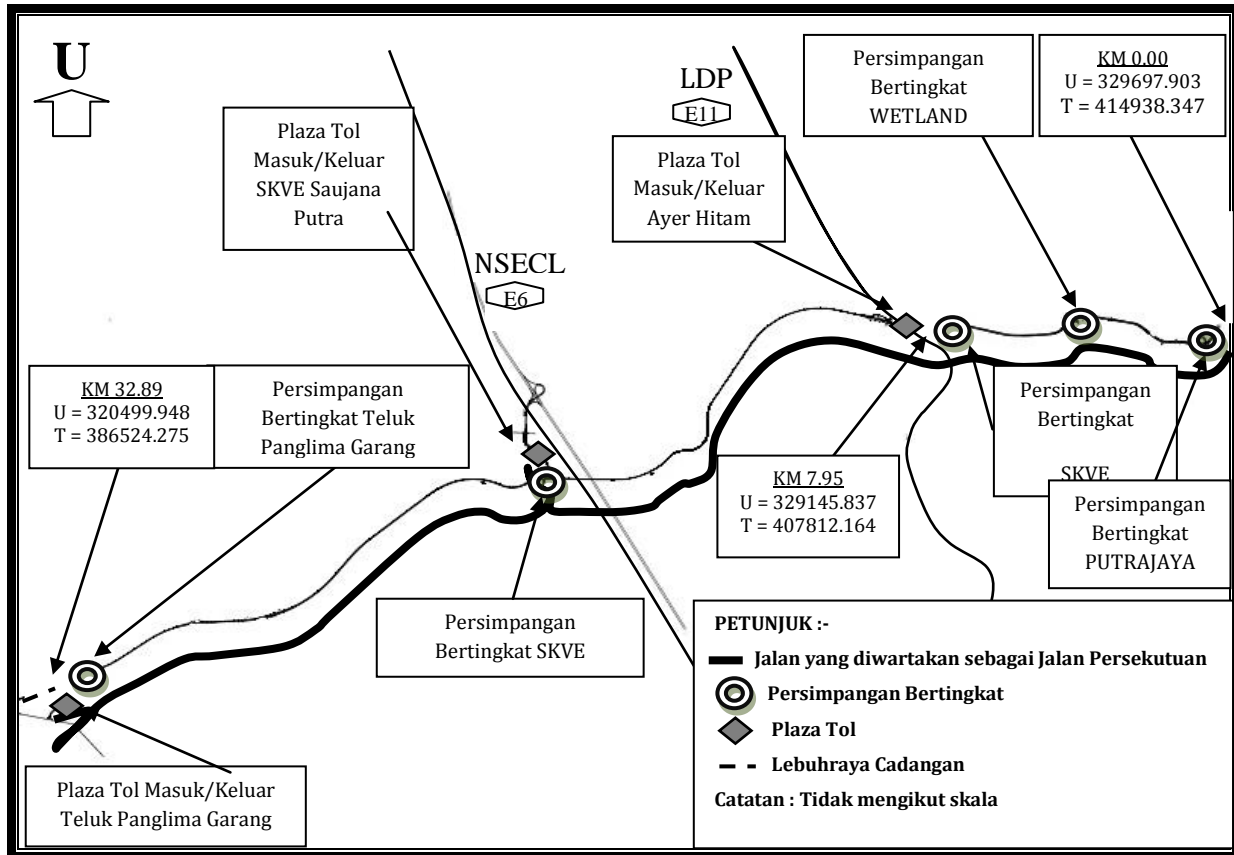 U
Plaza Tol
Masuk/Keluar
SKVE Saujana
Putra
LDP
E11
Plaza Tol
Masuk/Keluar
Ayer Hitam
Persimpangan
Bertingkat
WETLAND
KM 0.00
U = 329697.903
T = 414938.347
NSECL
E6
KM 32.89
U = 320499.948
T = 386524.275
Persimpangan
Bertingkat Teluk
Panglima Garang
KM 7.95
U = 329145.837
T = 407812.164
Persimpangan
Bertingkat
SKVE
Persimpangan
Bertingkat
PUTRAJAYA
Persimpangan
Bertingkat SKVE
Plaza Tol Masuk/Keluar
Teluk Panglima Garang
PETUNJUK :-
Jalan yang diwartakan sebagai Jalan Persekutuan
Persimpangan Bertingkat
Plaza Tol
Lebuhraya Cadangan
Catatan : Tidak mengikut skala